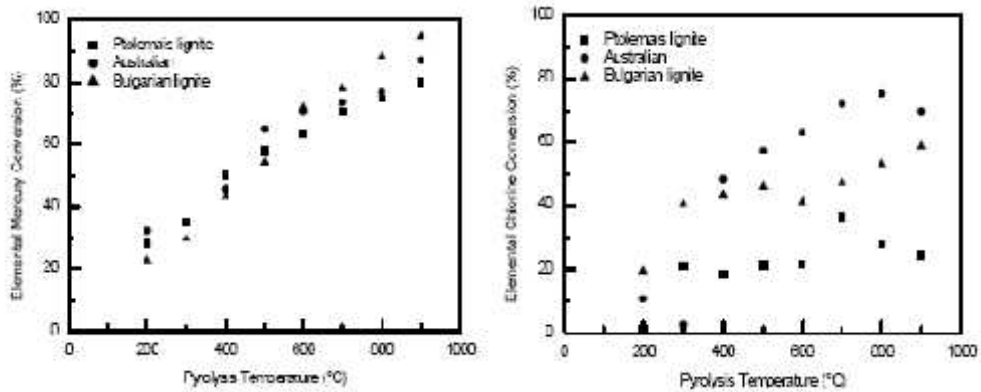 100
80
60
40
20
0
Elemental Mercury Conversion (%)
Ptolemais lignite
Australian
Bulgarian lignite
0 200 400 600 800 1000
Pyrolysis Temperature (°C)
100
80
60
40
20
0
Elemental Chlorine Conversion (%)
Ptolemais lignite
Australian
Bulgarian lignite
0 200 400 600 800 1000
Pyrolysis Temperature (°C)